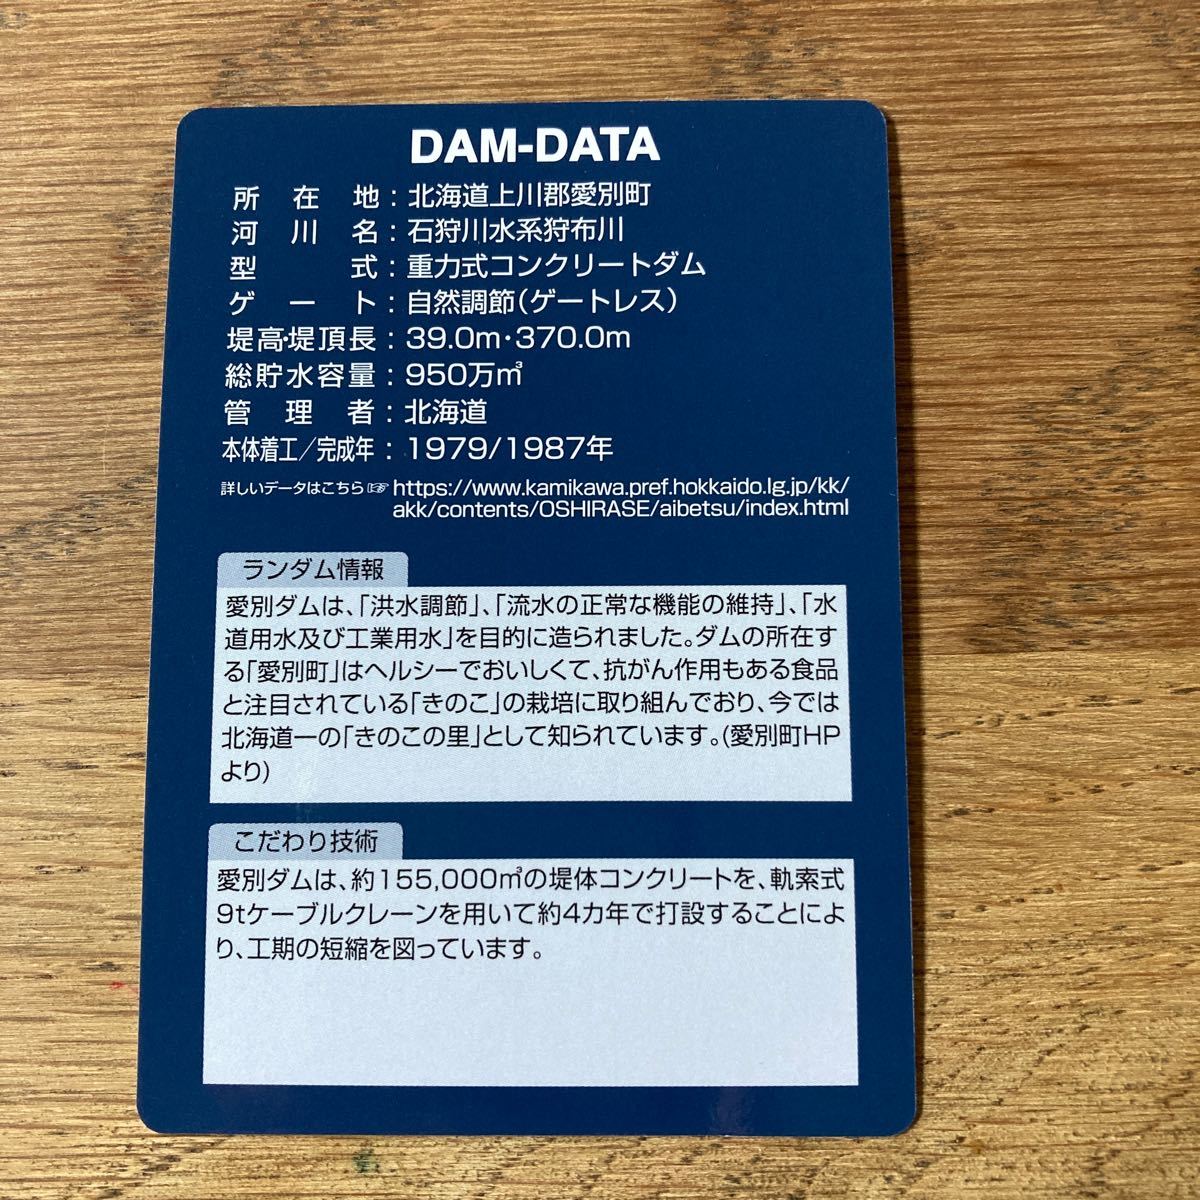 DAM-DATA
所在地：北海道上川郡愛別町
河川名：石狩川水系狩布川
型式：重力式コンクリートダム
ゲート：自然調節（ゲートレス）
堤高・堤頂長：39.0m・370.0m
総貯水容量：950万㎥
管理者：北海道
本体着工／完成年：1979/1987年
詳しいデータはこちら☞ https://www.kamikawa.pref.hokkaido.lg.jp/kk/
akk/contents/OSHIRASE/aibetsu/index.html
ランダム情報
愛別ダムは、「洪水調節」、「流水の正常な機能の維持」、「水
道用水及び工業用水」を目的に造られました。ダムの所在す
る「愛別町」はヘルシーでおいしくて、抗がん作用もある食品
と注目されている「きのこ」の栽培に取り組んでおり、今では
北海道一の「きのこの里」として知られています。(愛別町HP
より)
こだわり技術
愛別ダムは、約155,000㎥の堤体コンクリートを、軌索式
9tケーブルクレーンを用いて約4カ年で打設することによ
り、工期の短縮を図っています。